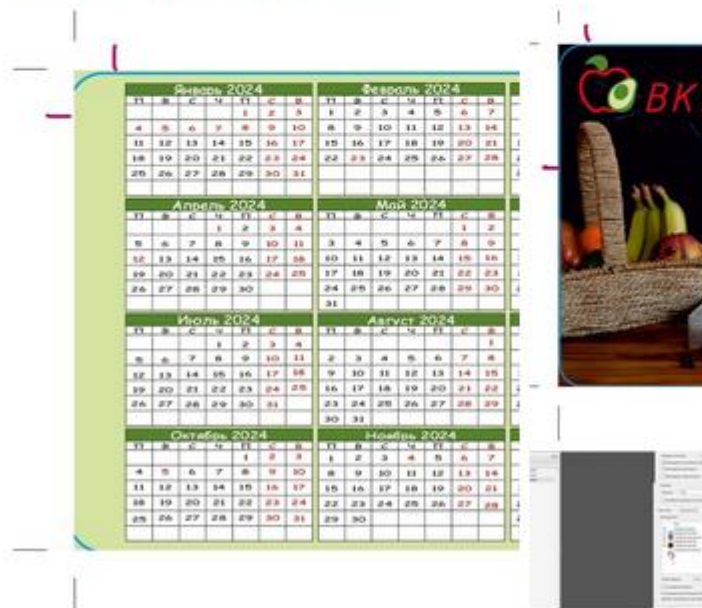 Январь 2024
П В С Ч П С В
1 2 3
4 5 6 7 8 9 10
11 12 13 14 15 16 17
18 19 20 21 22 23 24
25 26 27 28 29 30 31
Февраль 2024
П В С Ч П С В
1 2 3 4 5 6 7
8 9 10 11 12 13 14
15 16 17 18 19 20 21
22 23 24 25 26 27 28
Апрель 2024
П В С Ч П С В
1 2 3 4
5 6 7 8 9 10 11
12 13 14 15 16 17 18
19 20 21 22 23 24 25
26 27 28 29 30
Май 2024
П В С Ч П С В
1 2
3 4 5 6 7 8 9
10 11 12 13 14 15 16
17 18 19 20 21 22 23
24 25 26 27 28 29 30
31
Июль 2024
П В С Ч П С В
1 2 3 4
5 6 7 8 9 10 11
12 13 14 15 16 17 18
19 20 21 22 23 24 25
26 27 28 29 30 31
Август 2024
П В С Ч П С В
1
2 3 4 5 6 7 8
9 10 11 12 13 14 15
16 17 18 19 20 21 22
23 24 25 26 27 28 29
30 31
Октябрь 2024
П В С Ч П С В
1 2 3
4 5 6 7 8 9 10
11 12 13 14 15 16 17
18 19 20 21 22 23 24
25 26 27 28 29 30 31
Ноябрь 2024
П В С Ч П С В
1 2 3 4 5 6 7
8 9 10 11 12 13 14
15 16 17 18 19 20 21
22 23 24 25 26 27 28
29 30
ВК